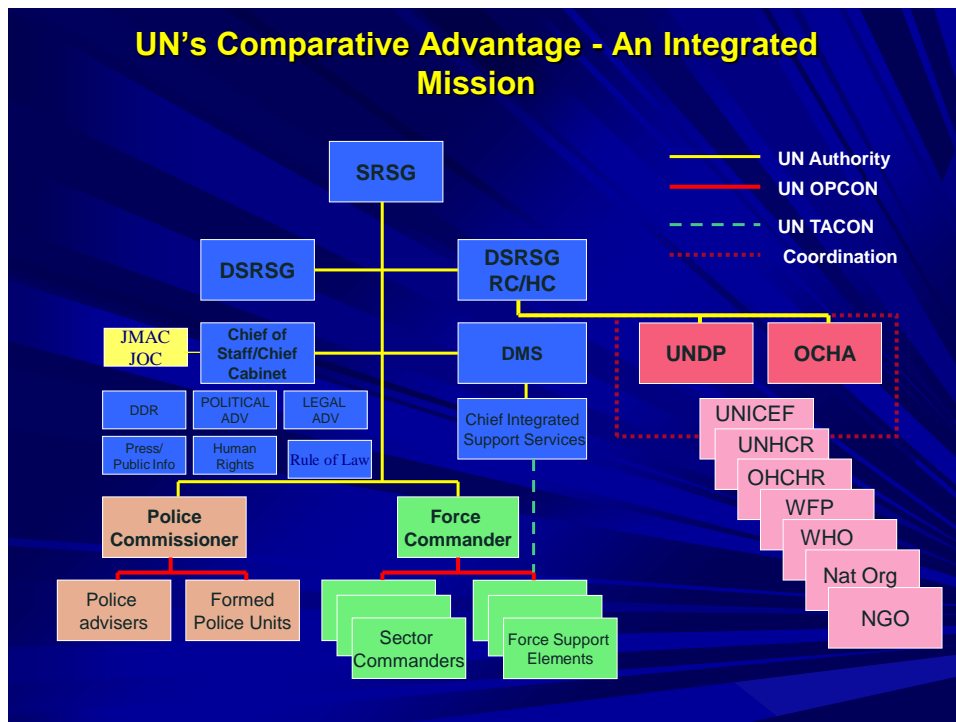 UN's Comparative Advantage - An Integrated
Mission
SRSG
UN Authority
UN OPCON
UN TACON
Coordination
DSRSG
DSRSG
RC/HC
JMAC
JOC
Chief of
Staff/Chief
Cabinet
DMS
UNDP
OCHA
DDR
POLITICAL
ADV
LEGAL
ADV
Chief Integrated
Support Services
Press/
Public Info
Human
Rights
Rule of Law
UNICEF
UNHCR
OHCHR
WFP
WHO
Nat Org
NGO
Police
Commissioner
Force
Commander
Police
advisers
Formed
Police Units
Sector
Commanders
Force Support
Elements